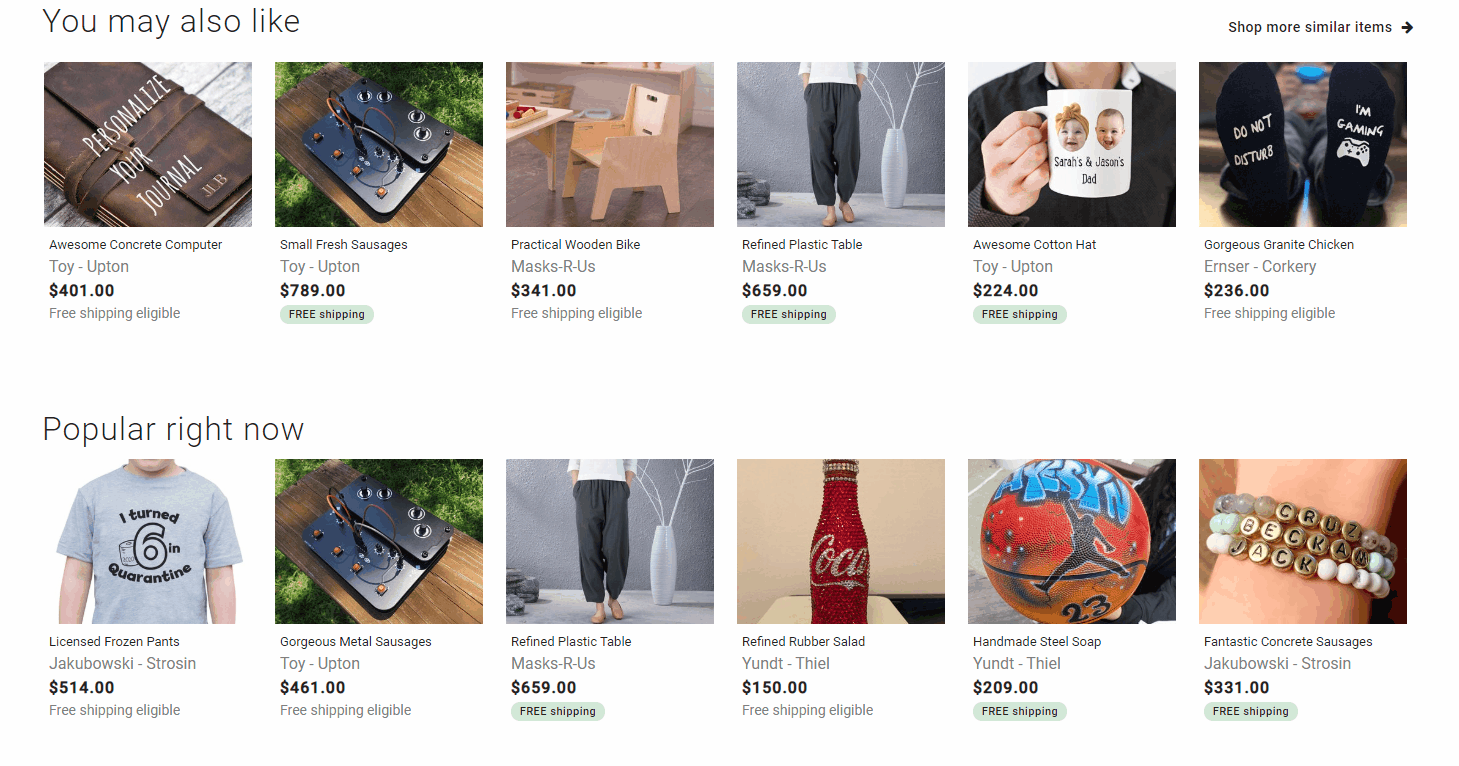 You may also like
Shop more similar items
PERSONALIZE
YOUR
JOURNAL
JLB
Sarah's & Jason's
Dad
DO NOT
DISTURB
I'M
GAMING
Awesome Concrete Computer
Toy - Upton
$401.00
Free shipping eligible
Small Fresh Sausages
Toy - Upton
$789.00
FREE shipping
Practical Wooden Bike
Masks-R-Us
$341.00
Free shipping eligible
Refined Plastic Table
Masks-R-Us
$659.00
FREE shipping
Awesome Cotton Hat
Toy - Upton
$224.00
FREE shipping
Gorgeous Granite Chicken
Ernser - Corkery
$236.00
Free shipping eligible
Popular right now
I turned
6 in
Quarantine
Coca
23
CRUZ
BECKAM
JACK
Licensed Frozen Pants
Jakubowski - Strosin
$514.00
Free shipping eligible
Gorgeous Metal Sausages
Toy - Upton
$461.00
Free shipping eligible
Refined Plastic Table
Masks-R-Us
$659.00
FREE shipping
Refined Rubber Salad
Yundt - Thiel
$150.00
Free shipping eligible
Handmade Steel Soap
Yundt - Thiel
$209.00
FREE shipping
Fantastic Concrete Sausages
Jakubowski - Strosin
$331.00
FREE shipping